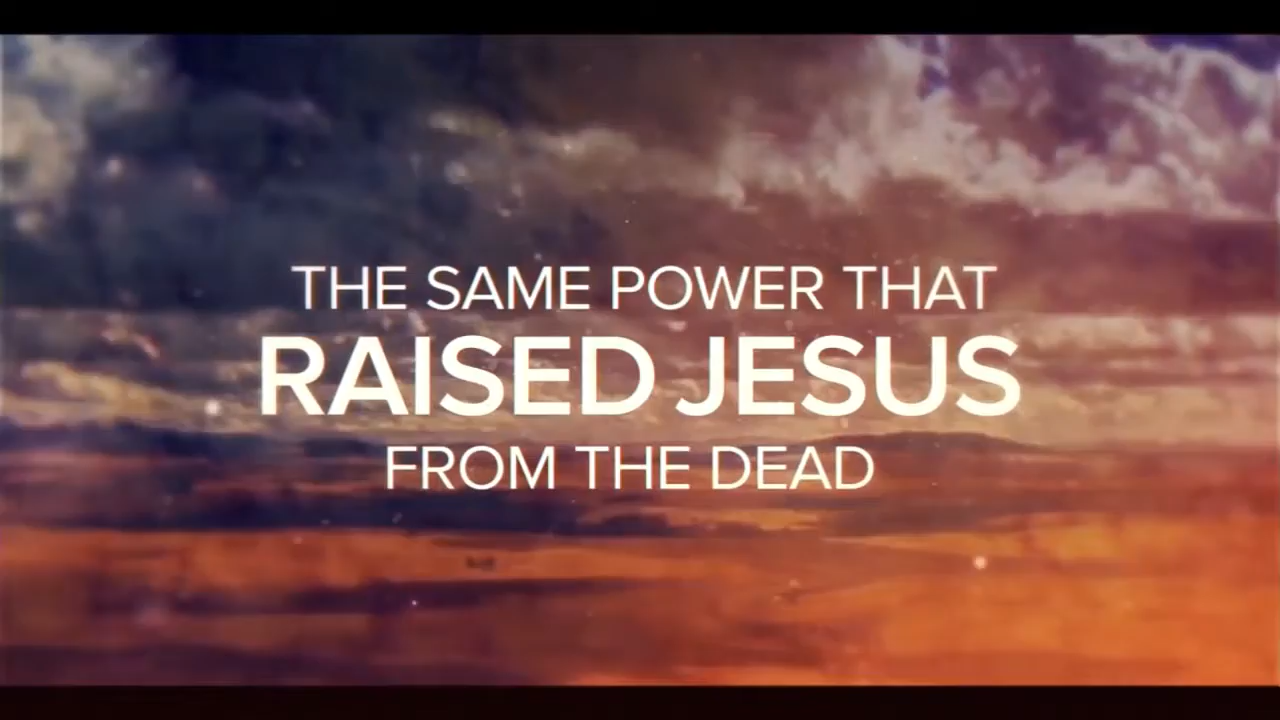 THE SAME POWER THAT
RAISED JESUS
FROM THE DEAD